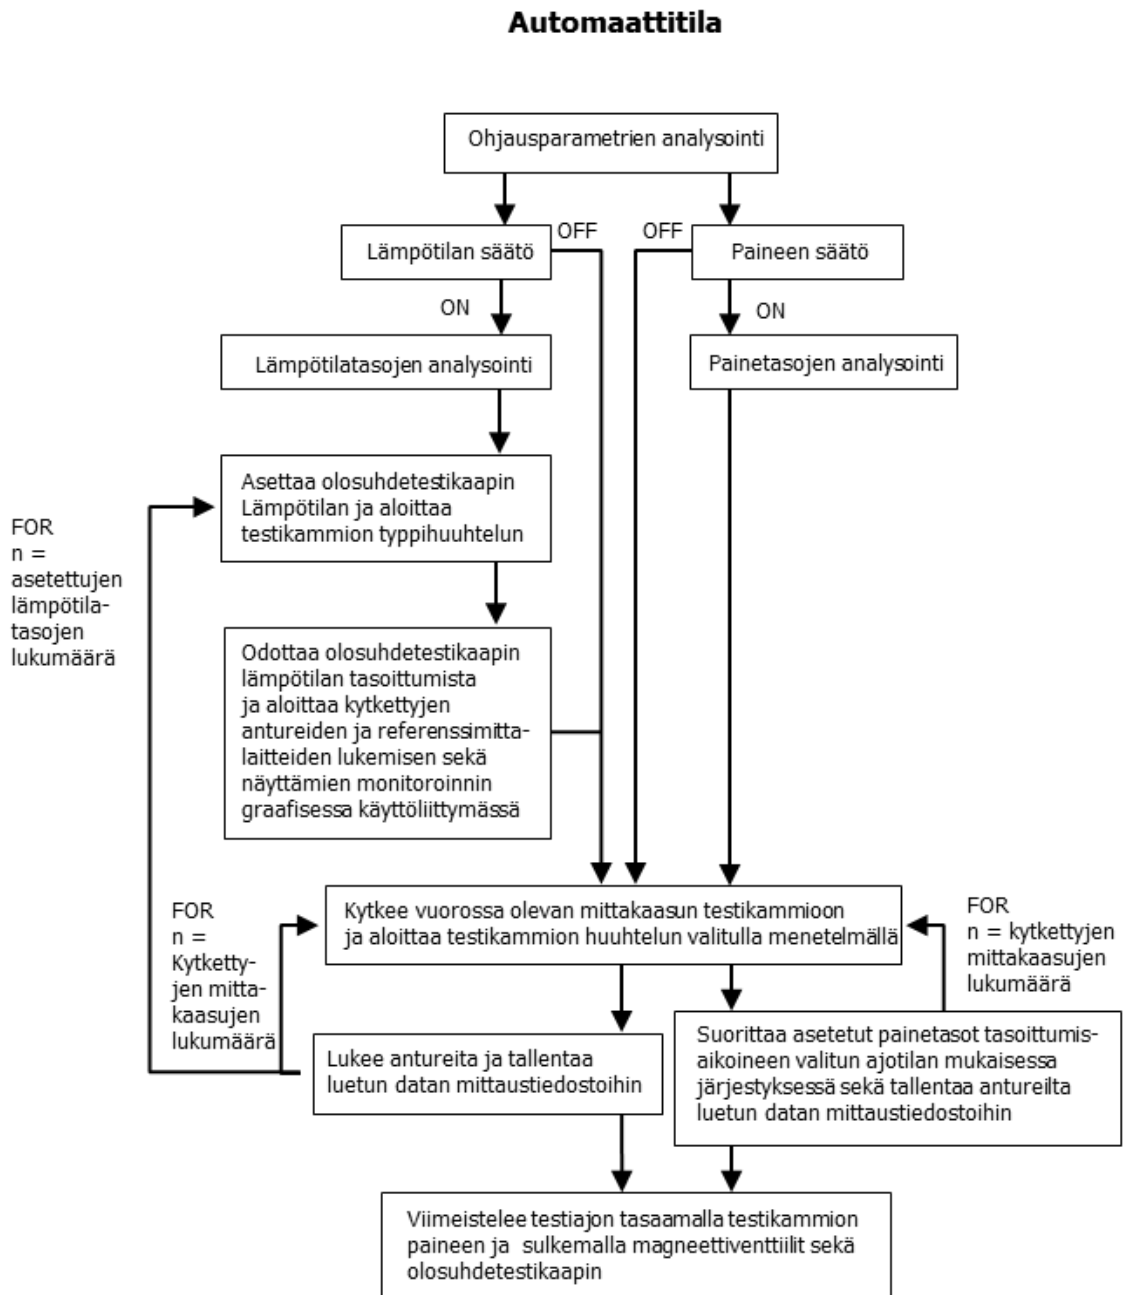 Automaattitila
Ohjausparametrien analysointi
Lämpötilan säätö
OFF
OFF
Paineen säätö
ON
ON
Lämpötilatasojen analysointi
Painetasojen analysointi
Asettaa olosuhdetestikaapin
Lämpötilan ja aloittaa
testikammion typpihuuhtelun
FOR
n =
asetettujen
lämpötila-
tasojen
lukumäärä
Odottaa olosuhdetestikaapin
lämpötilan tasoittumista
ja aloittaa kytkettyjen
antureiden ja referenssimitta-
laitteiden lukemisen sekä
näyttämien monitoroinnin
graafisessa käyttöliittymässä
FOR
n =
Kytketty-
jen mitta-
kaasujen
lukumäärä
Kytkee vuorossa olevan mittakaasun testikammioon
ja aloittaa testikammion huuhtelun valitulla menetelmällä
FOR
n = kytkettyjen
mittakaasujen
lukumäärä
Lukee antureita ja tallentaa
luetun datan mittaustiedostoihin
Suorittaa asetetut painetasot tasoittumis-
aikoineen valitun ajotilan mukaisessa
järjestyksessä sekä tallentaa antureilta
luetun datan mittaustiedostoihin
Viimeistelee testiajon tasaamalla testikammion
paineen ja sulkemalla magneettiventtiilit sekä
olosuhdetestikaapin